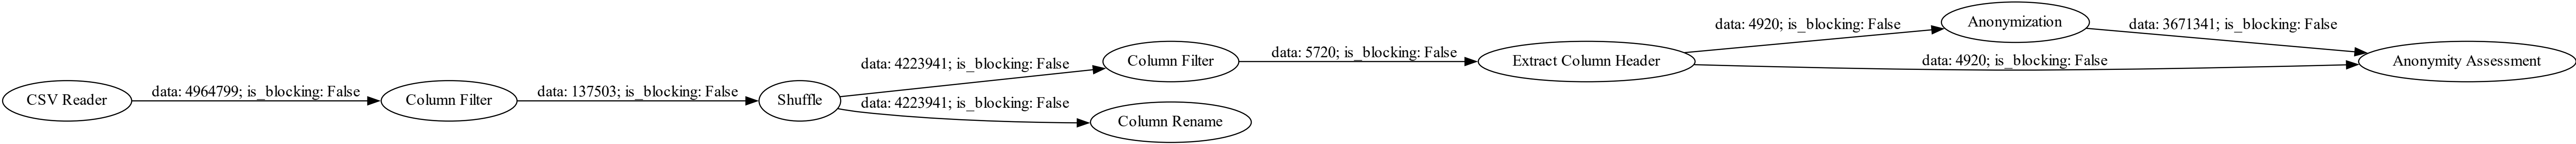 CSV Reader
data: 4964799; is_blocking: False
Column Filter
data: 137503; is_blocking: False
Shuffle
data: 4223941; is_blocking: False
data: 4223941; is_blocking: False
Column Filter
Column Rename
data: 5720; is_blocking: False
Extract Column Header
data: 4920; is_blocking: False
data: 4920; is_blocking: False
Anonymization
data: 3671341; is_blocking: False
Anonymity Assessment